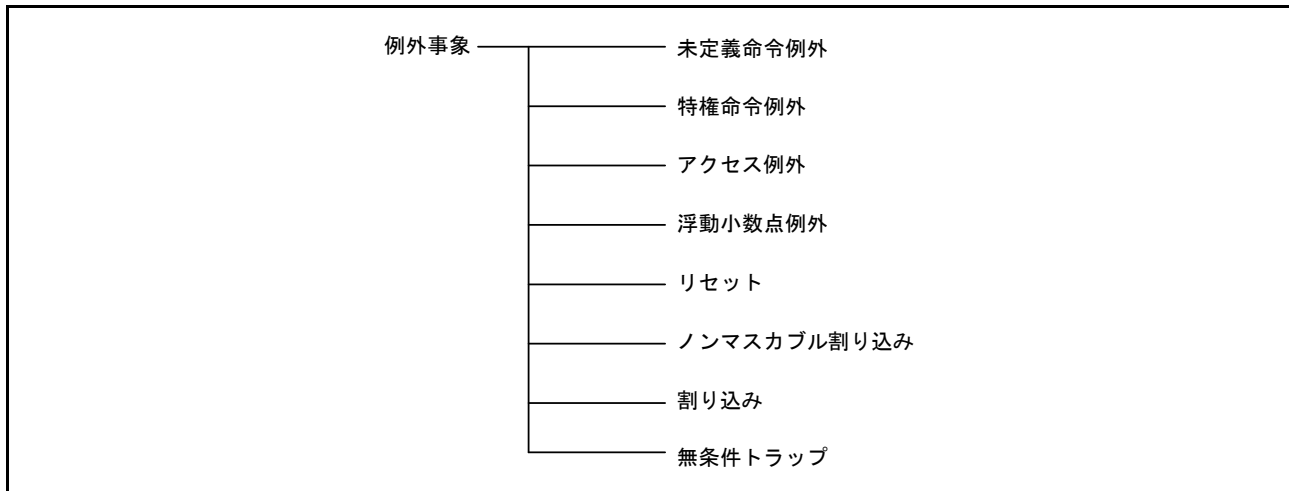 例外事象
未定義命令例外
特権命令例外
アクセス例外
浮動小数点例外
リセット
ノンマスカブル割り込み
割り込み
無条件トラップ